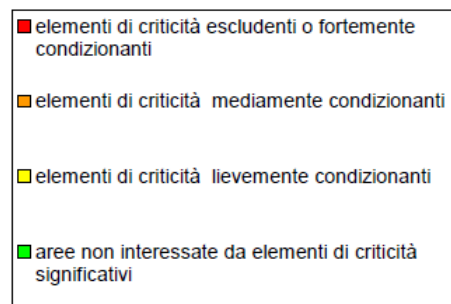 elementi di criticità escludenti o fortemente
condizionanti
elementi di criticità mediamente condizionanti
elementi di criticità lievemente condizionanti
aree non interessate da elementi di criticità
significativi